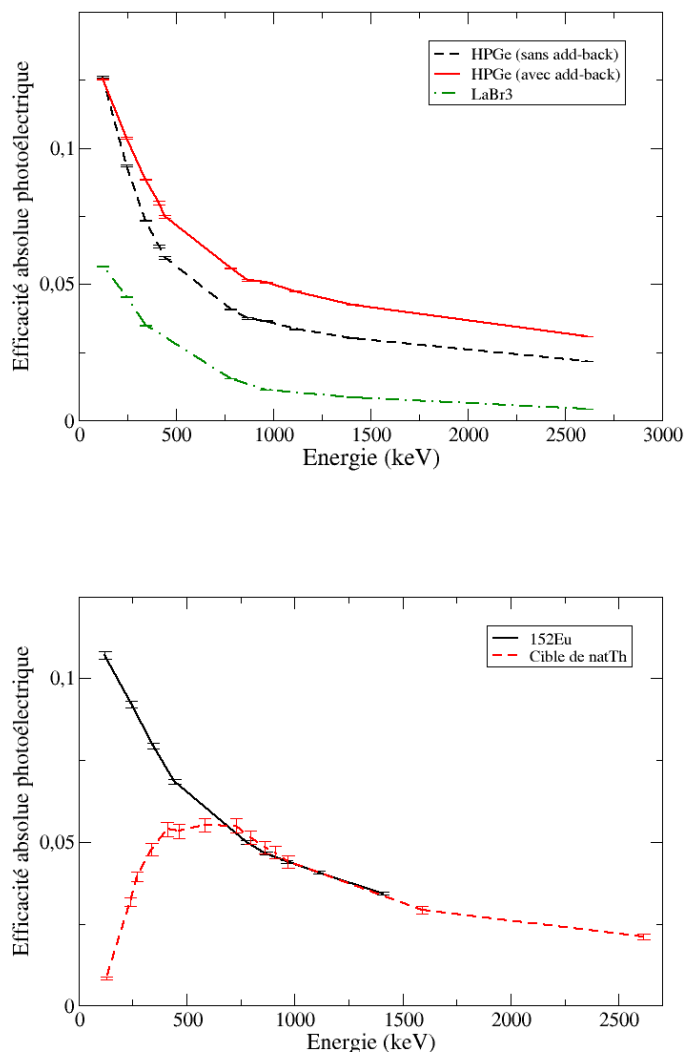 HPGe (sans add-back)
HPGe (avec add-back)
LaBr3
Efficacité absolue photoélectrique
0,1
0,05
0
0 500 1000 1500 2000 2500 3000
Energie (keV)
152Eu
Cible de natTh
Efficacité absolue photoélectrique
0,1
0,05
0
0 500 1000 1500 2000 2500
Energie (keV)